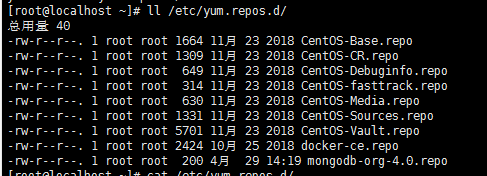 [root@localhost ~]# ll /etc/yum.repos.d/
总用量 40
-rw-r--r--. 1 root root 1664 11月 23 2018 CentOS-Base.repo
-rw-r--r--. 1 root root 1309 11月 23 2018 CentOS-CR.repo
-rw-r--r--. 1 root root  649 11月 23 2018 CentOS-Debuginfo.repo
-rw-r--r--. 1 root root  314 11月 23 2018 CentOS-fasttrack.repo
-rw-r--r--. 1 root root  630 11月 23 2018 CentOS-Media.repo
-rw-r--r--. 1 root root 1331 11月 23 2018 CentOS-Sources.repo
-rw-r--r--. 1 root root 5701 11月 23 2018 CentOS-Vault.repo
-rw-r--r--. 1 root root 2424 10月 25 2018 docker-ce.repo
-rw-r--r--. 1 root root  200 4月  29 14:19 mongodb-org-4.0.repo
[root@localhost ~]# cat /etc/yum.repos.d/